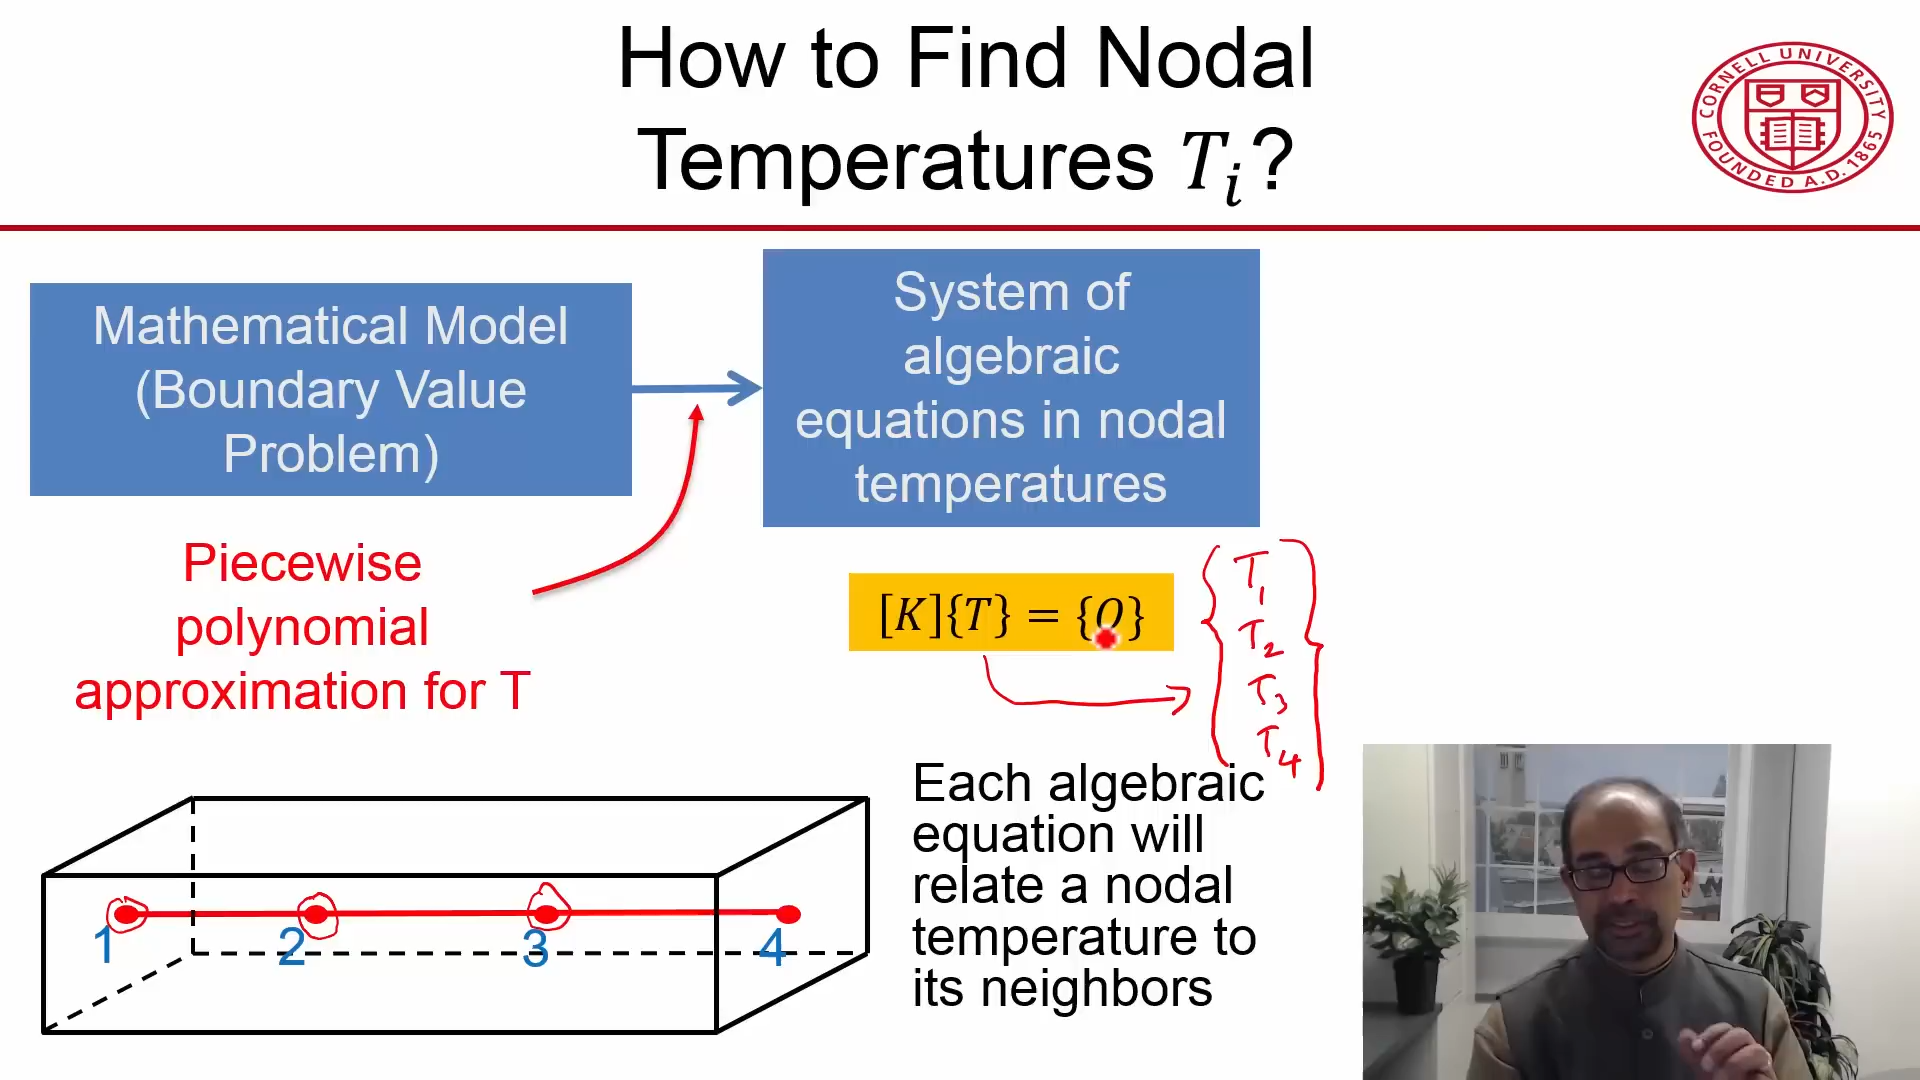 How to Find Nodal
Temperatures Tᵢ?
CORNELL UNIVERSITY
FOUNDED A.D. 1865
Mathematical Model
(Boundary Value
Problem)
System of
algebraic
equations in nodal
temperatures
Piecewise
polynomial
approximation for T
[K]{T} = {Q}
T₁
T₂
T₃
T₄
Each algebraic
equation will
relate a nodal
temperature to
its neighbors
1 2 3 4